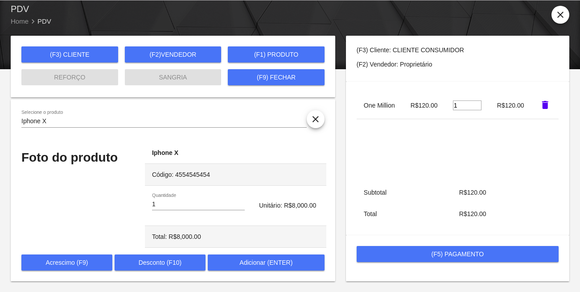 PDV
Home > PDV
(F3) CLIENTE
(F2)VENDEDOR
(F1) PRODUTO
REFORÇO
SANGRIA
(F9) FECHAR
Selecione o produto
Iphone X
Foto do produto
Iphone X
Código: 4554545454
Quantidade
1
Unitário: R$8,000.00
Total: R$8,000.00
Acrescimo (F9)
Desconto (F10)
Adicionar (ENTER)
(F3) Cliente: CLIENTE CONSUMIDOR
(F2) Vendedor: Proprietário
One Million R$120.00 1 R$120.00
Subtotal R$120.00
Total R$120.00
(F5) PAGAMENTO